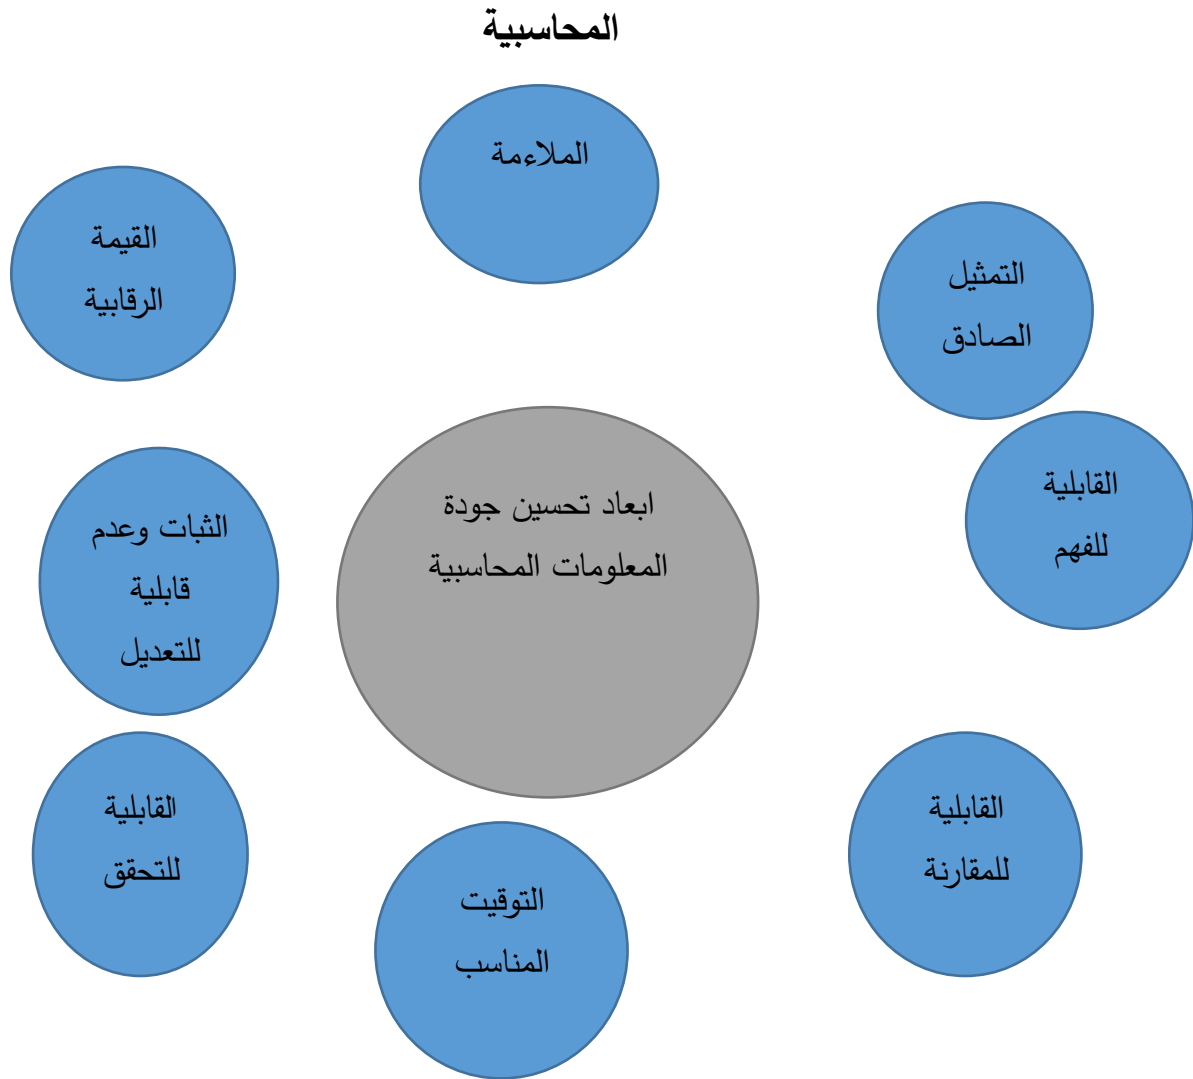 المحاسبية
الملاءمة
التمثيل
الصادق
القابلية
للفهم
القابلية
للمقارنة
التوقيت
المناسب
القابلية
للتحقق
الثبات وعدم
قابلية
للتعديل
القيمة
الرقابية
ابعاد تحسين جودة
المعلومات المحاسبية